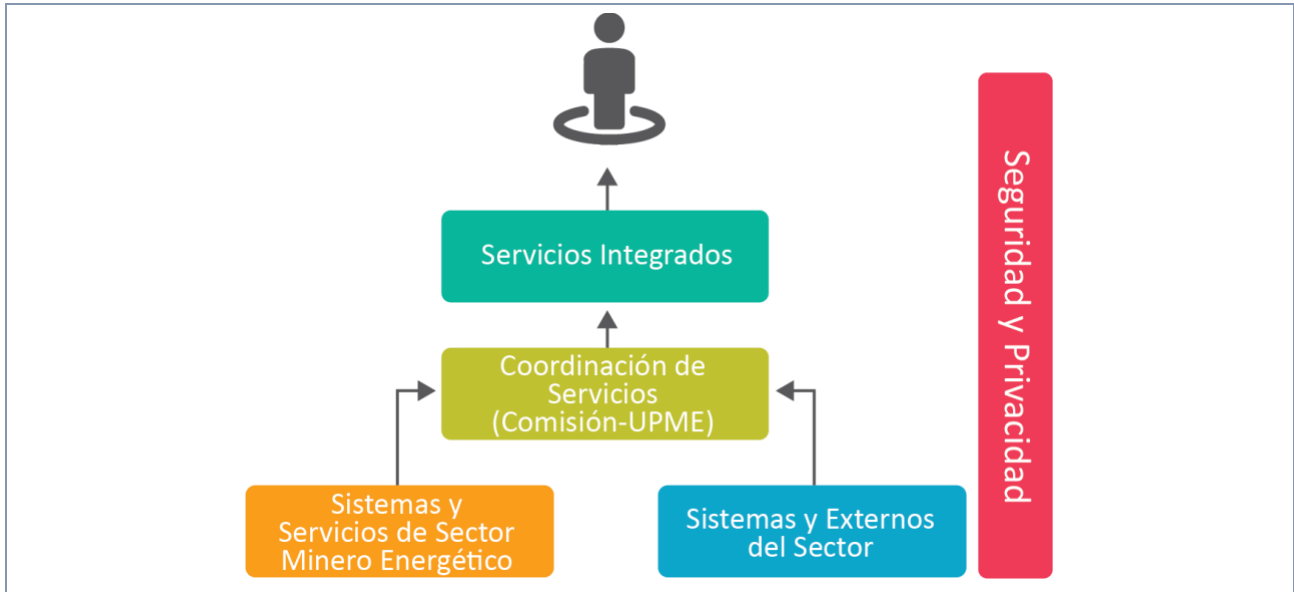 Servicios Integrados
Coordinación de
Servicios
(Comisión-UPME)
Sistemas y
Servicios de Sector
Minero Energético
Sistemas y Externos
del Sector
Seguridad y Privacidad